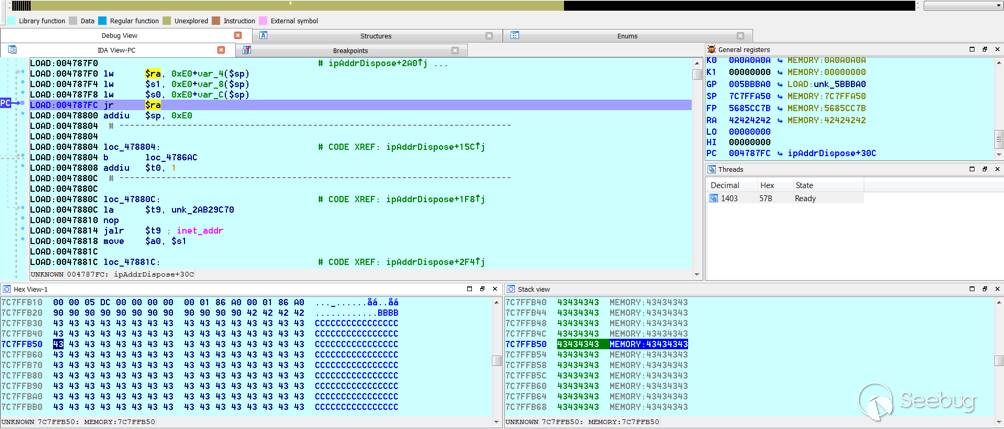 Library function Data Regular function Unexplored Instruction External symbol
Debug View Structures Enums
IDA View-PC Breakpoints
LOAD:004787F0 # ipAddrDispose+2A0↑j ...
LOAD:004787F0 lw $ra, 0xE0+var_4($sp)
LOAD:004787F4 lw $s1, 0xE0+var_8($sp)
LOAD:004787F8 lw $s0, 0xE0+var_C($sp)
PC LOAD:004787FC jr $ra
LOAD:00478800 addiu $sp, 0xE0
LOAD:00478804 # ---------------------------------------------------------------------------
LOAD:00478804
LOAD:00478804 loc_478804: # CODE XREF: ipAddrDispose+15C↑j
LOAD:00478804 b loc_4786AC
LOAD:00478808 addiu $t0, 1
LOAD:0047880C # ---------------------------------------------------------------------------
LOAD:0047880C
LOAD:0047880C loc_47880C: # CODE XREF: ipAddrDispose+1F8↑j
LOAD:0047880C la $t9, unk_2AB29C70
LOAD:00478810 nop
LOAD:00478814 jalr $t9 ; inet_addr
LOAD:00478818 move $a0, $s1
LOAD:0047881C
LOAD:0047881C loc_47881C: # CODE XREF: ipAddrDispose+2F4↑j
UNKNOWN 004787FC: ipAddrDispose+30C
General registers
K0 0A0A0A0A MEMORY:0A0A0A0A
K1 00000000
GP 005BBBA0 LOAD:unk_5BBBA0
SP 7C7FFA50 MEMORY:7C7FFA50
FP 5685CC7B MEMORY:5685CC7B
RA 42424242 MEMORY:42424242
LO 00000000
HI 00000000
PC 004787FC ipAddrDispose+30C
Threads
Decimal Hex State
1403 57B Ready
Hex View-1
7C7FFB10 00 00 05 DC 00 00 00 00 00 01 86 A0 00 01 86 A0 ..._......åá..åá
7C7FFB20 90 90 90 90 90 90 90 90 90 90 90 90 42 42 42 42 ............BBBB
7C7FFB30 43 43 43 43 43 43 43 43 43 43 43 43 43 43 43 43 CCCCCCCCCCCCCCCC
7C7FFB40 43 43 43 43 43 43 43 43 43 43 43 43 43 43 43 43 CCCCCCCCCCCCCCCC
7C7FFB50 43 43 43 43 43 43 43 43 43 43 43 43 43 43 43 43 CCCCCCCCCCCCCCCC
7C7FFB60 43 43 43 43 43 43 43 43 43 43 43 43 43 43 43 43 CCCCCCCCCCCCCCCC
7C7FFB70 43 43 43 43 43 43 43 43 43 43 43 43 43 43 43 43 CCCCCCCCCCCCCCCC
7C7FFB80 43 43 43 43 43 43 43 43 43 43 43 43 43 43 43 43 CCCCCCCCCCCCCCCC
7C7FFB90 43 43 43 43 43 43 43 43 43 43 43 43 43 43 43 43 CCCCCCCCCCCCCCCC
7C7FFBA0 43 43 43 43 43 43 43 43 43 43 43 43 43 43 43 43 CCCCCCCCCCCCCCCC
7C7FFBB0 43 43 43 43 43 43 43 43 43 43 43 43 43 43 43 43 CCCCCCCCCCCCCCCC
UNKNOWN 7C7FFB50: MEMORY:7C7FFB50
Stack view
7C7FFB40 43434343 MEMORY:43434343
7C7FFB44 43434343 MEMORY:43434343
7C7FFB48 43434343 MEMORY:43434343
7C7FFB4C 43434343 MEMORY:43434343
7C7FFB50 43434343 MEMORY:43434343
7C7FFB54 43434343 MEMORY:43434343
7C7FFB58 43434343 MEMORY:43434343
7C7FFB5C 43434343 MEMORY:43434343
7C7FFB60 43434343 MEMORY:43434343
7C7FFB64 43434343 MEMORY:43434343
7C7FFB68 43434343 MEMORY:43434343
UNKNOWN 7C7FFB50: MEMORY:7C7FFB50
Seebug